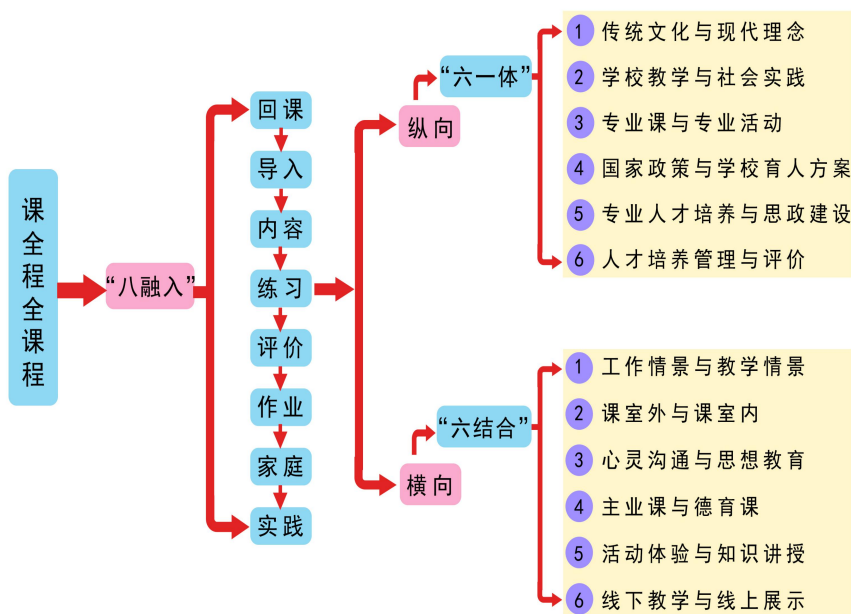 课全程全课程
“八融入”
回课
导入
内容
练习
评价
作业
家庭
实践
纵向
“六一体”
1 传统文化与现代理念
2 学校教学与社会实践
3 专业课与专业活动
4 国家政策与学校育人方案
5 专业人才培养与思政建设
6 人才培养管理与评价
横向
“六结合”
1 工作情景与教学情景
2 课室外与课室内
3 心灵沟通与思想教育
4 主业课与德育课
5 活动体验与知识讲授
6 线下教学与线上展示